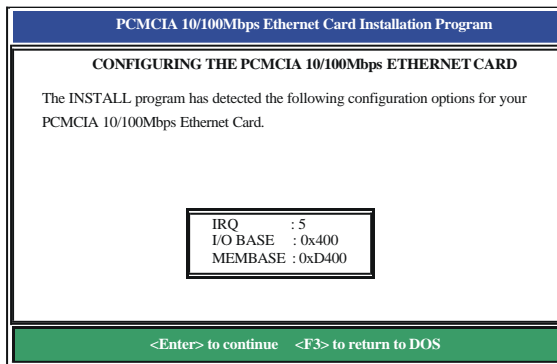 PCMCIA 10/100Mbps Ethernet Card Installation Program
CONFIGURING THE PCMCIA 10/100Mbps ETHERNET CARD
The INSTALL program has detected the following configuration options for your
PCMCIA 10/100Mbps Ethernet Card.
IRQ : 5
I/O BASE : 0x400
MEMBASE : 0xD400
<Enter> to continue <F3> to return to DOS